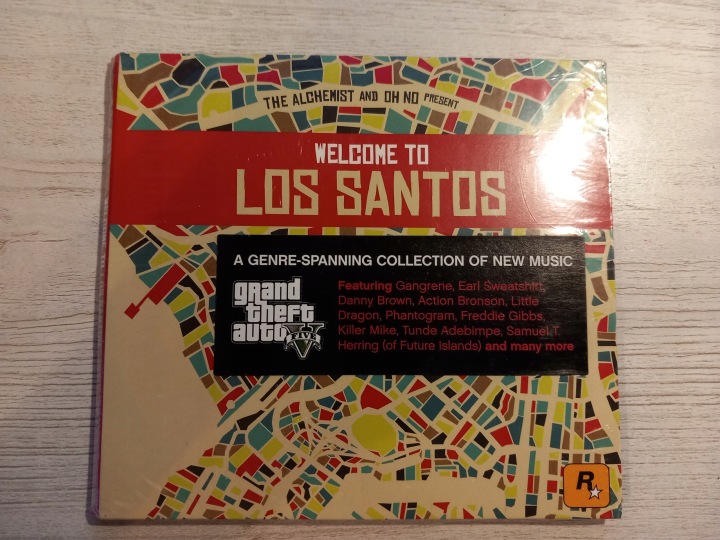 THE ALCHEMIST AND OH NO PRESENT
WELCOME TO
LOS SANTOS
A GENRE-SPANNING COLLECTION OF NEW MUSIC
grand
theft
auto
V
FIVE
Featuring Gangrene, Earl Sweatshirt,
Danny Brown, Action Bronson, Little
Dragon, Phantogram, Freddie Gibbs,
Killer Mike, Tunde Adebimpe, Samuel T.
Herring (of Future Islands) and many more
R